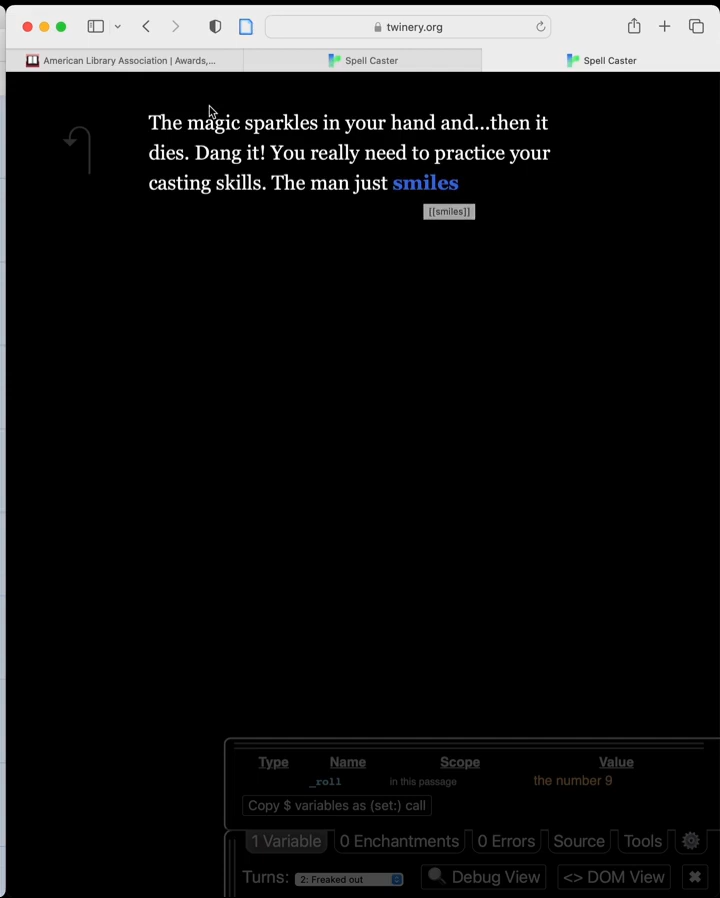 twinery.org
American Library Association | Awards,...
Spell Caster
Spell Caster
The magic sparkles in your hand and...then it
dies. Dang it! You really need to practice your
casting skills. The man just smiles
[[smiles]]
Type Name Scope Value
_roll in this passage the number 9
Copy $ variables as (set:) call
1 Variable 0 Enchantments 0 Errors Source Tools
Turns: 2: Freaked out Debug View <> DOM View